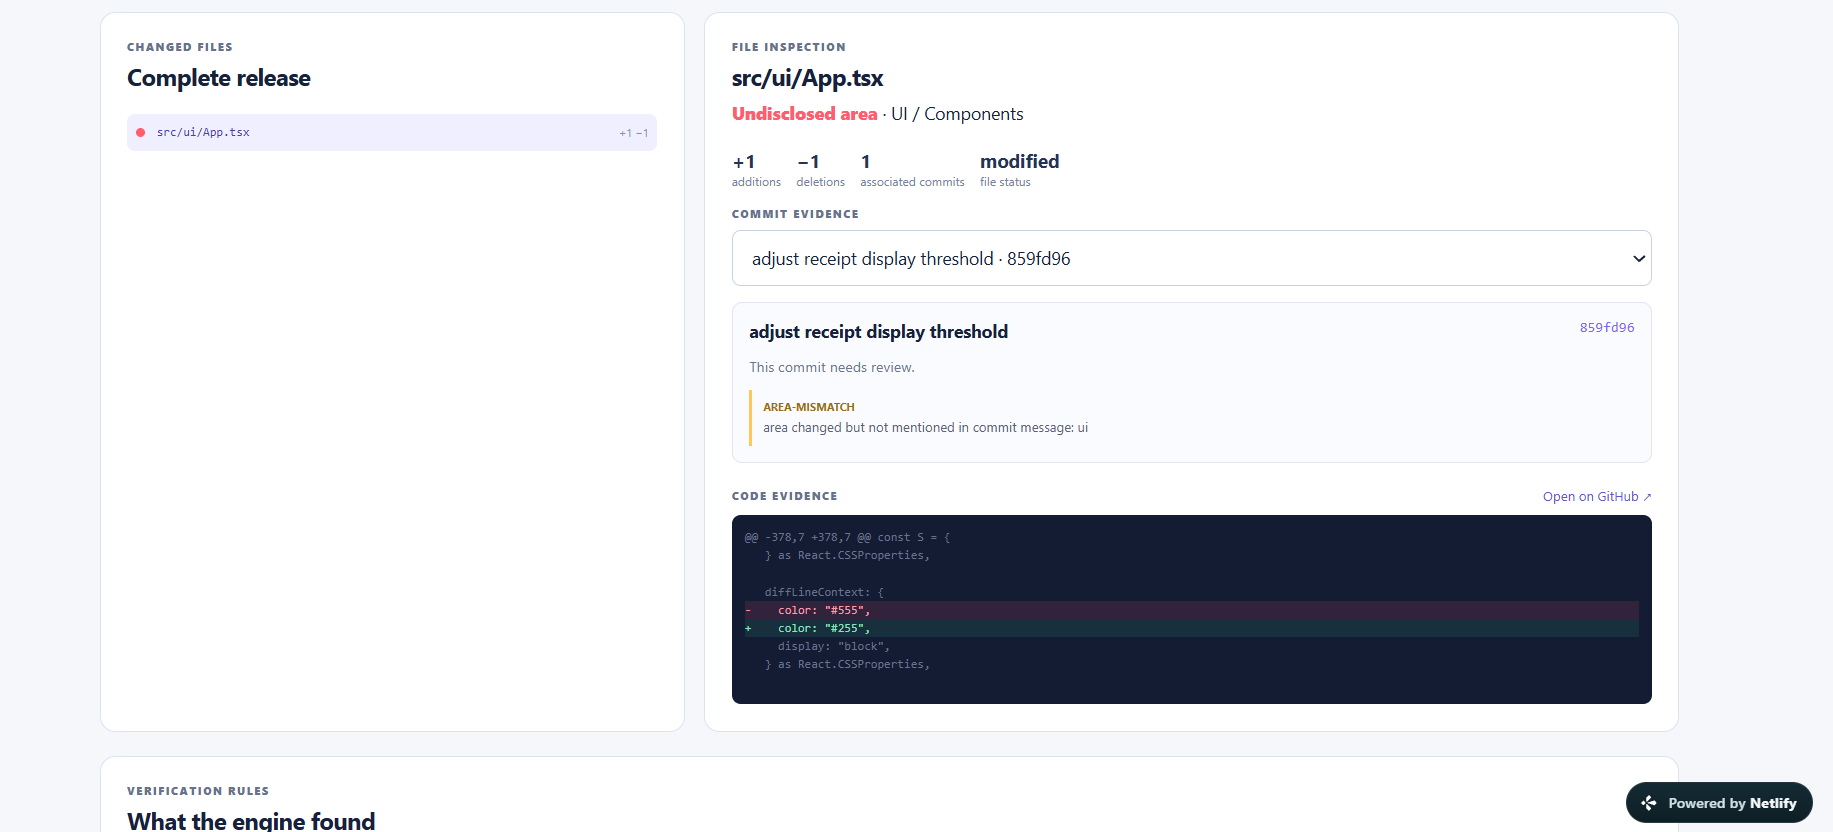 CHANGED FILES
Complete release
src/ui/App.tsx +1 −1
FILE INSPECTION
src/ui/App.tsx
Undisclosed area · UI / Components
+1 −1 1 modified
additions deletions associated commits file status
COMMIT EVIDENCE
adjust receipt display threshold · 859fd96
adjust receipt display threshold 859fd96
This commit needs review.
AREA-MISMATCH
area changed but not mentioned in commit message: ui
CODE EVIDENCE Open on GitHub ↗
@@ -378,7 +378,7 @@ const S = {
} as React.CSSProperties,
diffLineContext: {
- color: "#555",
+ color: "#255",
display: "block",
} as React.CSSProperties,
VERIFICATION RULES
What the engine found
Powered by Netlify